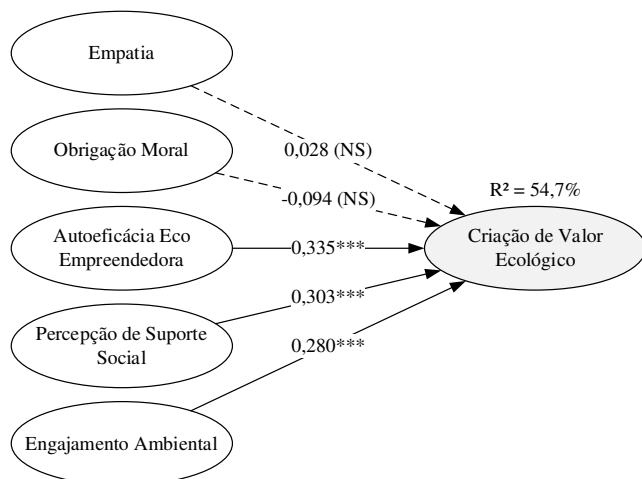 Empatia
Obrigação Moral
0,028 (NS)
-0,094 (NS)
R² = 54,7%
Autoeficácia Eco
Empreendedora
0,335***
Criação de Valor
Ecológico
Percepção de Suporte
Social
0,303***
0,280***
Engajamento Ambiental